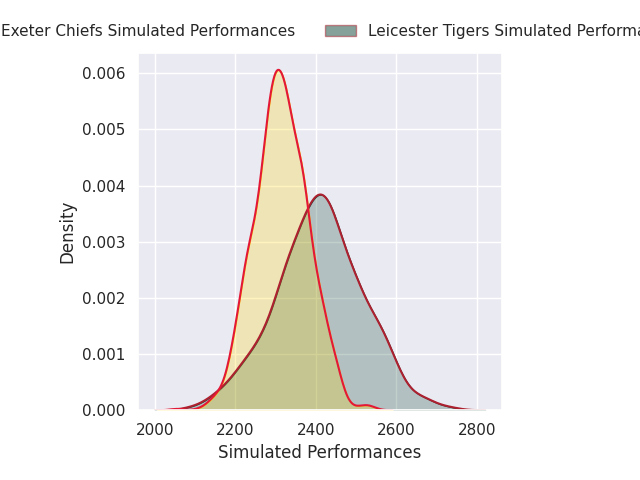 Exeter Chiefs Simulated Performances Leicester Tigers Simulated
0.006
0.005
0.004
0.003
0.002
0.001
0.000
Density
2000 2200 2400 2600 2800
Simulated Performances